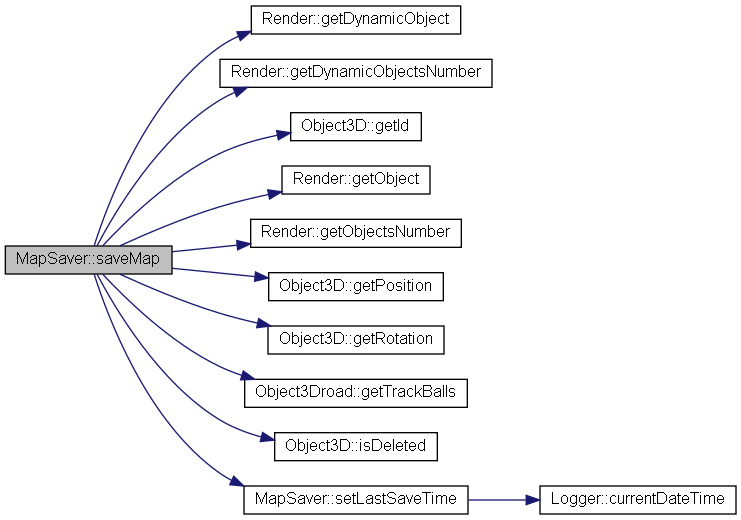 Render::getDynamicObject
Render::getDynamicObjectsNumber
Object3D::getId
Render::getObject
Render::getObjectsNumber
MapSaver::saveMap
Object3D::getPosition
Object3D::getRotation
Object3Droad::getTrackBalls
Object3D::isDeleted
MapSaver::setLastSaveTime
Logger::currentDateTime